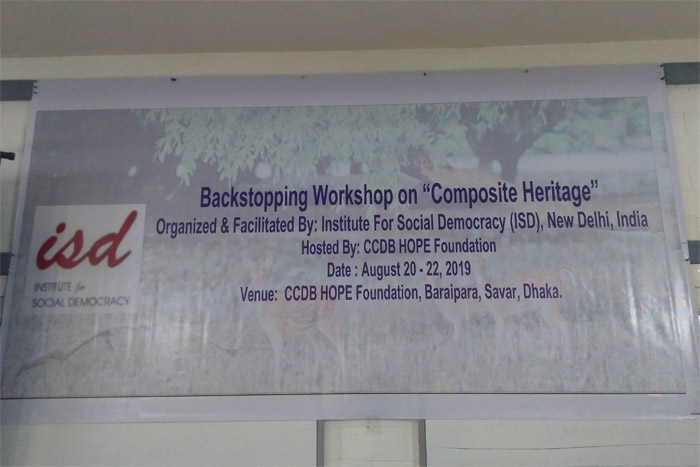 Backstopping Workshop on “Composite Heritage”
Organized & Facilitated By: Institute For Social Democracy (ISD), New Delhi, India
Hosted By: CCDB HOPE Foundation
Date : August 20 - 22, 2019
Venue: CCDB HOPE Foundation, Baraipara, Savar, Dhaka.
isd
INSTITUTE for
SOCIAL DEMOCRACY